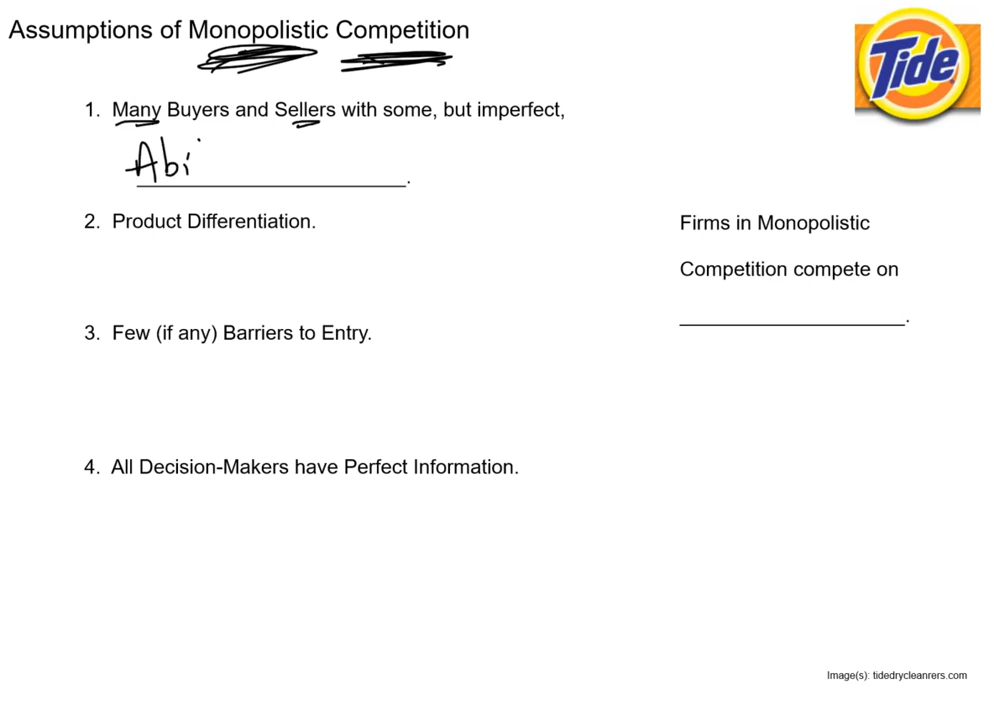 Assumptions of Monopolistic Competition
Tide
1. Many Buyers and Sellers with some, but imperfect,
Abi
.
2. Product Differentiation.
Firms in Monopolistic
Competition compete on
.
3. Few (if any) Barriers to Entry.
4. All Decision-Makers have Perfect Information.
Image(s): tidedrycleanrers.com